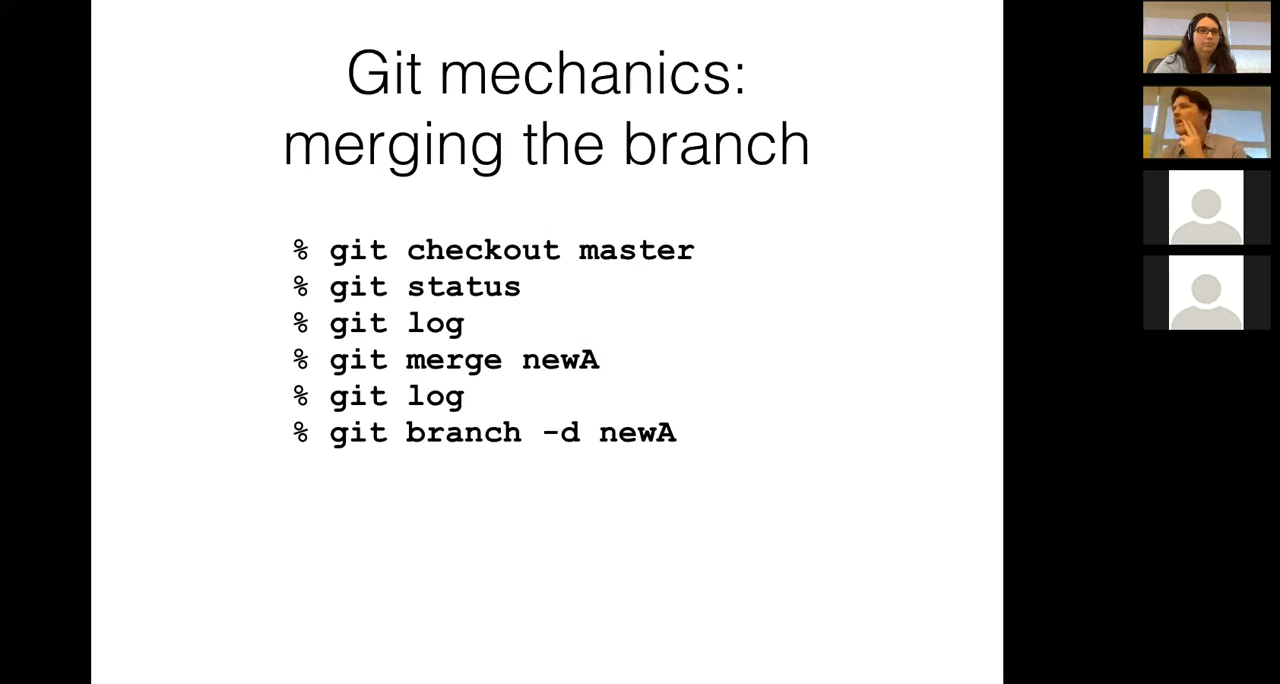 Git mechanics:
merging the branch
% git checkout master
% git status
% git log
% git merge newA
% git log
% git branch -d newA